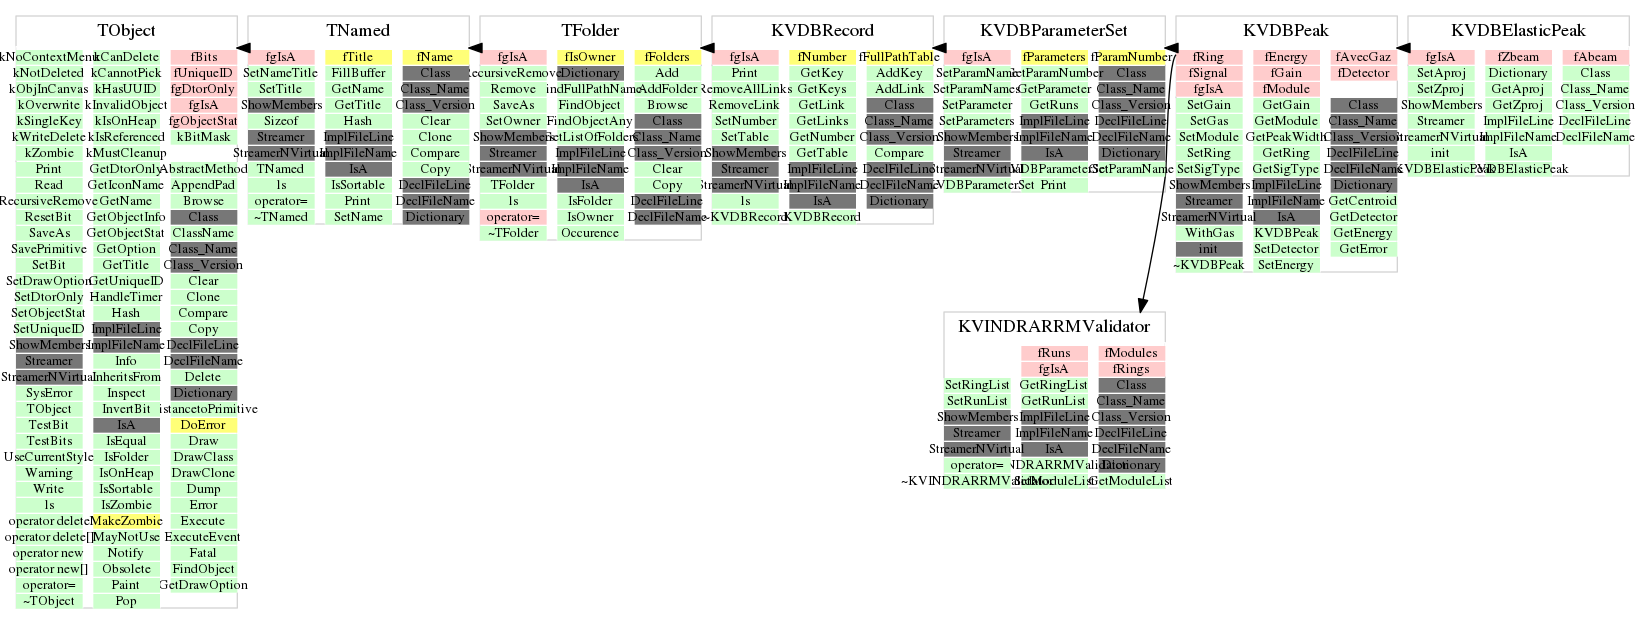 TObject
kNoContextMenu kCanDelete fBits
kNotDeleted kCannotPick fUniqueID
kObjInCanvas kHasUUID fgDtorOnly
kOverwrite kInvalidObject fgIsA
kSingleKey kIsOnHeap fgObjectStat
kWriteDelete kIsReferenced kBitMask
kZombie kMustCleanup
Print GetDtorOnly AbstractMethod
Read GetIconName AppendPad
RecursiveRemove GetName Browse
ResetBit GetObjectInfo Class
SaveAs GetObjectStat ClassName
SavePrimitive GetOption Class_Name
SetBit GetTitle Class_Version
SetDrawOption GetUniqueID Clear
SetDtorOnly HandleTimer Clone
SetObjectStat Hash Compare
SetUniqueID ImplFileLine Copy
ShowMembers ImplFileName DeclFileLine
Streamer Info DeclFileName
StreamerNVirtual InheritsFrom Delete
SysError Inspect Dictionary
TObject InvertBit istancetoPrimitive
TestBit IsA DoError
TestBits IsEqual Draw
UseCurrentStyle IsFolder DrawClass
Warning IsOnHeap DrawClone
Write IsSortable Dump
ls IsZombie Error
operator delete MakeZombie Execute
operator delete[] MayNotUse ExecuteEvent
operator new Notify Fatal
operator new[] Obsolete FindObject
operator= Paint GetDrawOption
~TObject Pop
TNamed
fgIsA fTitle fName
SetNameTitle FillBuffer Class
SetTitle GetName Class_Name
ShowMembers GetTitle Class_Version
Sizeof Hash Clear
Streamer ImplFileLine Clone
StreamerNVirtual ImplFileName Compare
TNamed IsA Copy
ls IsSortable DeclFileLine
operator= Print DeclFileName
~TNamed SetName Dictionary
TFolder
fgIsA fIsOwner fFolders
RecursiveRemove Dictionary Add
Remove indFullPathName AddFolder
SaveAs FindObject Browse
SetOwner FindObjectAny Class
ShowMembers GetListOfFolders Class_Name
Streamer ImplFileLine Class_Version
StreamerNVirtual ImplFileName Clear
TFolder IsA Copy
ls IsFolder DeclFileLine
operator= IsOwner DeclFileName
~TFolder Occurence
KVDBRecord
fgIsA fNumber fFullPathTable
Print GetKey AddKey
RemoveAllLinks GetKeys AddLink
RemoveLink GetLink Class
SetNumber GetLinks Class_Name
SetTable GetNumber Class_Version
ShowMembers GetTable Compare
Streamer ImplFileLine DeclFileLine
StreamerNVirtual ImplFileName DeclFileName
ls IsA Dictionary
~KVDBRecord KVDBRecord
KVDBParameterSet
fgIsA fParameters fParamNumber
SetParamName GetParamNumber Class
SetParamNames GetParameter Class_Name
SetParameter GetRuns Class_Version
SetParameters ImplFileLine DeclFileLine
ShowMembers ImplFileName DeclFileName
Streamer IsA Dictionary
StreamerNVirtual KVDBParameterSet GetParamName
VDBParameterSet Print
KVDBPeak
fRing fEnergy fAvecGaz
fSignal fGain fDetector
fgIsA fModule
SetGain GetGain Class
SetGas GetModule Class_Name
SetModule GetPeakWidth Class_Version
SetRing GetRing DeclFileLine
SetSigType GetSigType DeclFileName
ShowMembers ImplFileLine Dictionary
Streamer ImplFileName GetCentroid
StreamerNVirtual IsA GetDetector
WithGas KVDBPeak GetEnergy
init SetDetector GetError
~KVDBPeak SetEnergy
KVDBElasticPeak
fgIsA fZbeam fAbeam
SetAproj Dictionary Class
SetZproj GetAproj Class_Name
ShowMembers GetZproj Class_Version
Streamer ImplFileLine DeclFileLine
StreamerNVirtual ImplFileName DeclFileName
init IsA
KVDBElasticPeak KVDBElasticPeak
KVINDRARRMValidator
fRuns fModules
fgIsA fRings
SetRingList GetRingList Class
SetRunList GetRunList Class_Name
ShowMembers ImplFileLine Class_Version
Streamer ImplFileName DeclFileLine
StreamerNVirtual IsA DeclFileName
operator= NDRARRMValidator Dictionary
~KVINDRARRMValidator SetModuleList GetModuleList